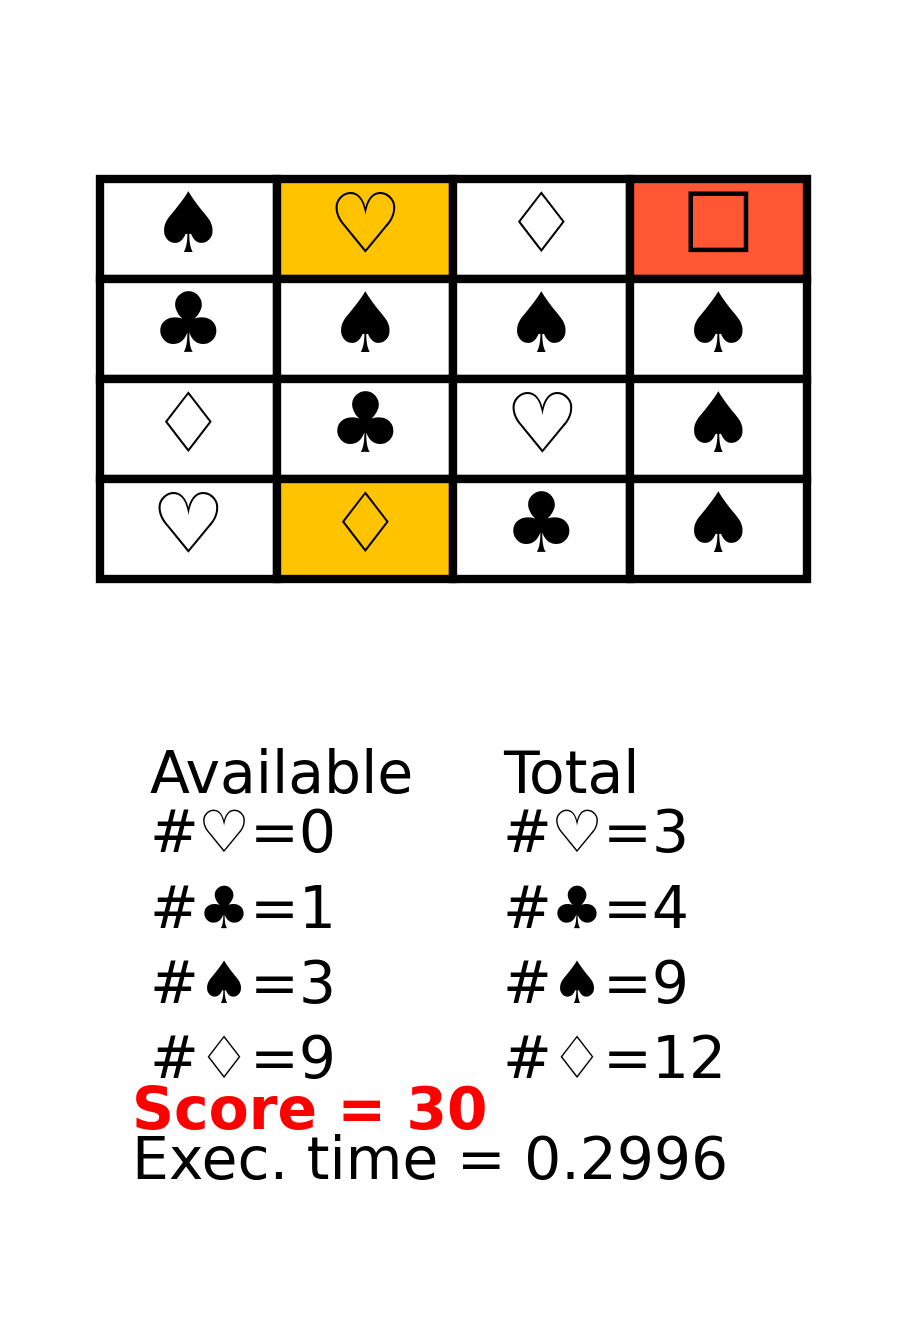 ♠ ♡ ♢ □
♣ ♠ ♠ ♠
♢ ♣ ♡ ♠
♡ ♢ ♣ ♠
Available Total
#♡=0 #♡=3
#♣=1 #♣=4
#♠=3 #♠=9
#♢=9 #♢=12
Score = 30
Exec. time = 0.2996